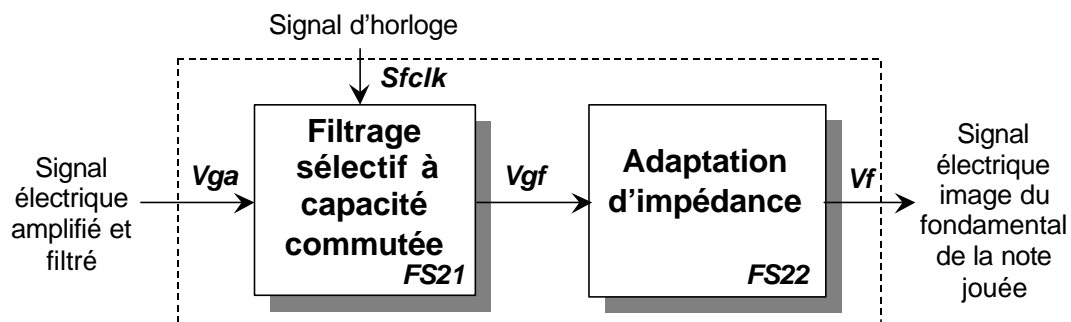 Signal d'horloge
Sfclk
Signal
électrique
amplifié et
filtré
Vga
Filtrage
sélectif à
capacité
commutée
FS21
Vgf
Adaptation
d'impédance
FS22
Vf
Signal
électrique
image du
fondamental
de la note
jouée